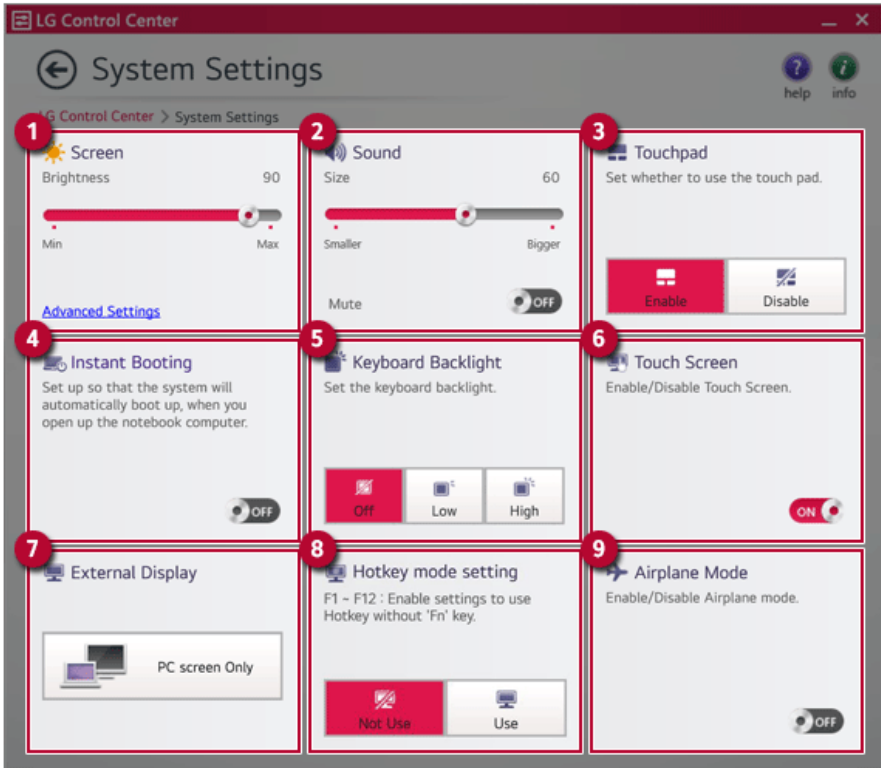 LG Control Center
System Settings
help
info
LG Control Center > System Settings
1
Screen
Brightness 90
Min Max
Advanced Settings
2
Sound
Size 60
Smaller Bigger
Mute OFF
3
Touchpad
Set whether to use the touch pad.
Enable Disable
4
Instant Booting
Set up so that the system will
automatically boot up, when you
open up the notebook computer.
OFF
5
Keyboard Backlight
Set the keyboard backlight.
Off Low High
6
Touch Screen
Enable/Disable Touch Screen.
ON
7
External Display
PC screen Only
8
Hotkey mode setting
F1 ~ F12 : Enable settings to use
Hotkey without 'Fn' key.
Not Use Use
9
Airplane Mode
Enable/Disable Airplane mode.
OFF